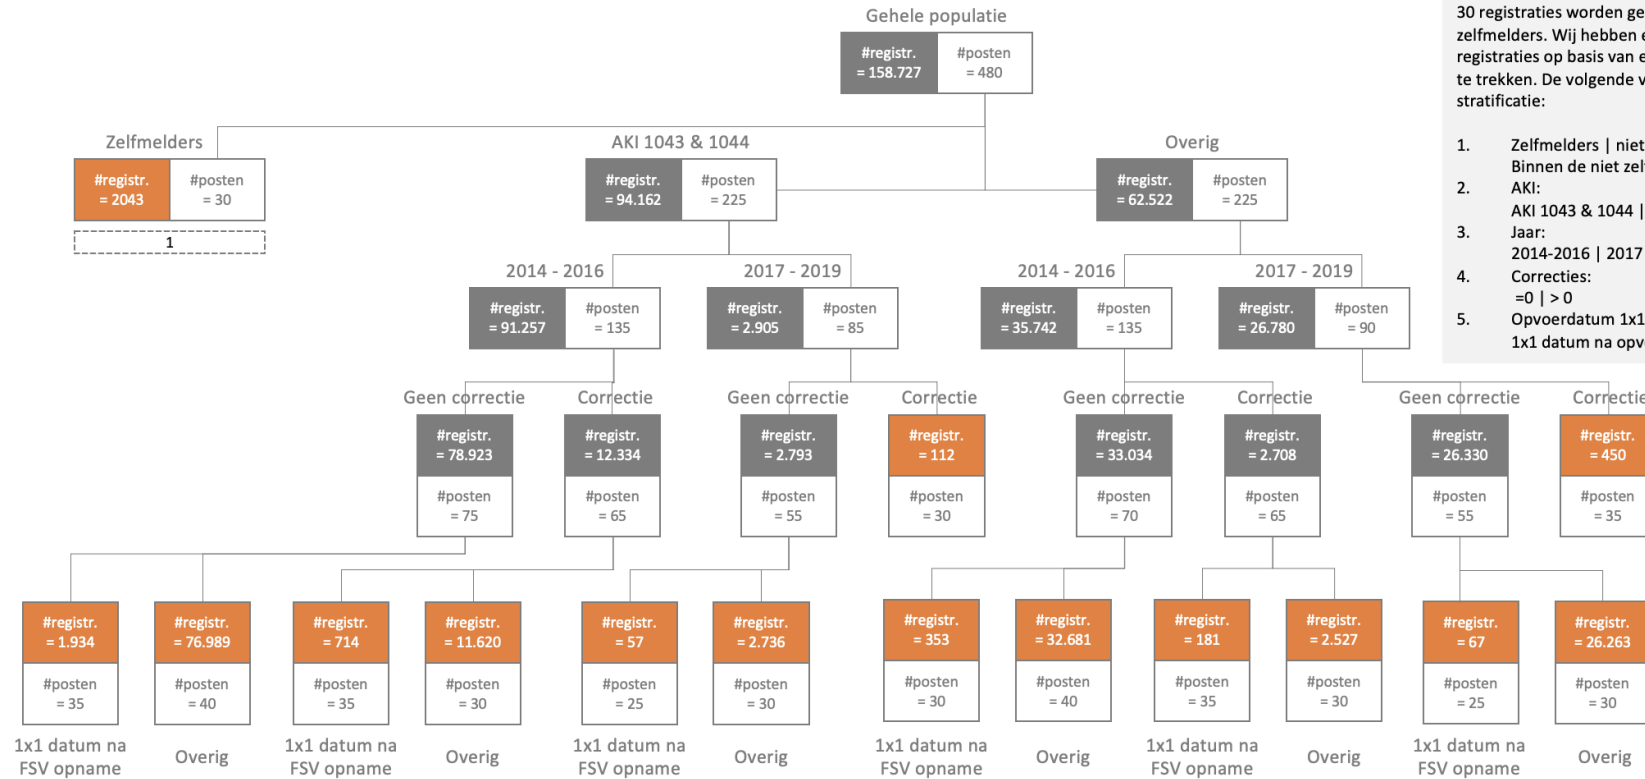 Gehele populatie
#registr.
= 158.727
#posten
= 480
Zelfmelders
#registr.
= 2043
#posten
= 30
1
AKI 1043 & 1044
#registr.
= 94.162
#posten
= 225
Overig
#registr.
= 62.522
#posten
= 225
2014 - 2016
#registr.
= 91.257
#posten
= 135
2017 - 2019
#registr.
= 2.905
#posten
= 85
2014 - 2016
#registr.
= 35.742
#posten
= 135
2017 - 2019
#registr.
= 26.780
#posten
= 90
Geen correctie
#registr.
= 78.923
#posten
= 75
Correctie
#registr.
= 12.334
#posten
= 65
Geen correctie
#registr.
= 2.793
#posten
= 55
Correctie
#registr.
= 112
#posten
= 30
Geen correctie
#registr.
= 33.034
#posten
= 70
Correctie
#registr.
= 2.708
#posten
= 65
Geen correctie
#registr.
= 26.330
#posten
= 55
Correctie
#registr.
= 450
#posten
= 35
#registr.
= 1.934
#posten
= 35
1x1 datum na
FSV opname
#registr.
= 76.989
#posten
= 40
Overig
#registr.
= 714
#posten
= 35
1x1 datum na
FSV opname
#registr.
= 11.620
#posten
= 30
Overig
#registr.
= 57
#posten
= 25
1x1 datum na
FSV opname
#registr.
= 2.736
#posten
= 30
Overig
#registr.
= 353
#posten
= 30
1x1 datum na
FSV opname
#registr.
= 32.681
#posten
= 40
Overig
#registr.
= 181
#posten
= 35
1x1 datum na
FSV opname
#registr.
= 2.527
#posten
= 30
Overig
#registr.
= 67
#posten
= 25
1x1 datum na
FSV opname
#registr.
= 26.263
#posten
= 30
Overig
30 registraties worden ge
zelfmelders. Wij hebben
registraties op basis van
te trekken. De volgende
stratificatie:
1. Zelfmelders | niet
Binnen de niet
2. AKI:
AKI 1043 & 1044 |
3. Jaar:
2014-2016 | 2017
4. Correcties:
=0 | > 0
5. Opvoerdatum 1x1
1x1 datum na